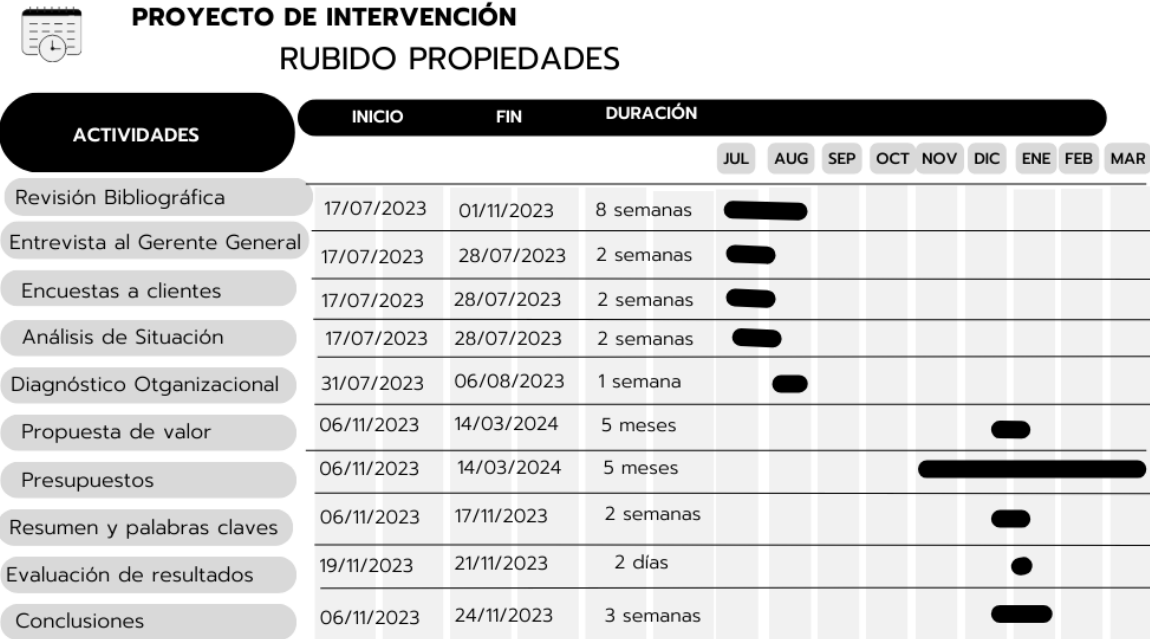 PROYECTO DE INTERVENCIÓN
RUBIDO PROPIEDADES
ACTIVIDADES INICIO FIN DURACIÓN
JUL AUG SEP OCT NOV DIC ENE FEB MAR
Revisión Bibliográfica 17/07/2023 01/11/2023 8 semanas
Entrevista al Gerente General 17/07/2023 28/07/2023 2 semanas
Encuestas a clientes 17/07/2023 28/07/2023 2 semanas
Análisis de Situación 17/07/2023 28/07/2023 2 semanas
Diagnóstico Otganizacional 31/07/2023 06/08/2023 1 semana
Propuesta de valor 06/11/2023 14/03/2024 5 meses
Presupuestos 06/11/2023 14/03/2024 5 meses
Resumen y palabras claves 06/11/2023 17/11/2023 2 semanas
Evaluación de resultados 19/11/2023 21/11/2023 2 días
Conclusiones 06/11/2023 24/11/2023 3 semanas